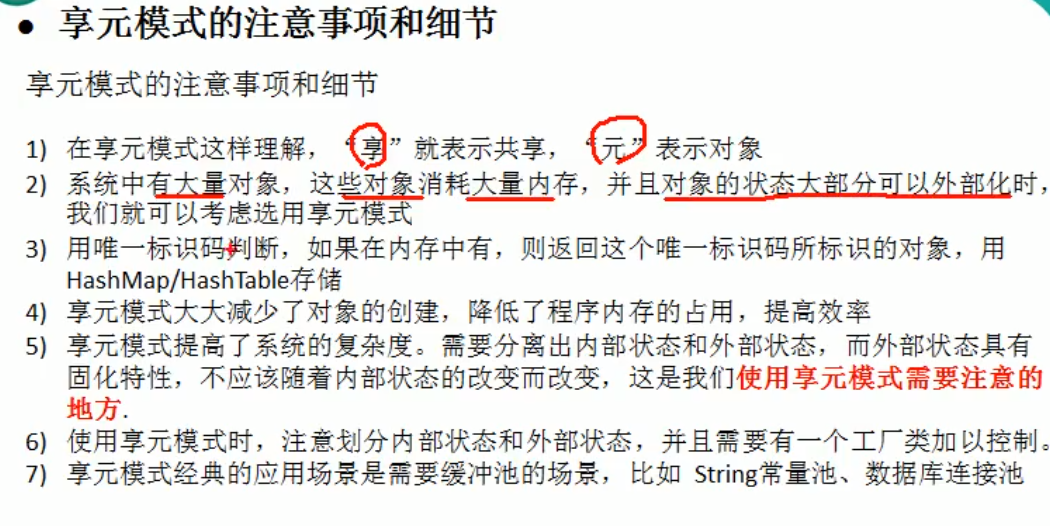 ● 享元模式的注意事项和细节
享元模式的注意事项和细节
1) 在享元模式这样理解，“享”就表示共享，“元”表示对象
2) 系统中有大量对象，这些对象消耗大量内存，并且对象的状态大部分可以外部化时，
我们就可以考虑选用享元模式
3) 用唯一标识码判断，如果在内存中有，则返回这个唯一标识码所标识的对象，用
HashMap/HashTable存储
4) 享元模式大大减少了对象的创建，降低了程序内存的占用，提高效率
5) 享元模式提高了系统的复杂度。需要分离出内部状态和外部状态，而外部状态具有
固化特性，不应该随着内部状态的改变而改变，这是我们使用享元模式需要注意的
地方.
6) 使用享元模式时，注意划分内部状态和外部状态，并且需要有一个工厂类加以控制。
7) 享元模式经典的应用场景是需要缓冲池的场景，比如 String常量池、数据库连接池